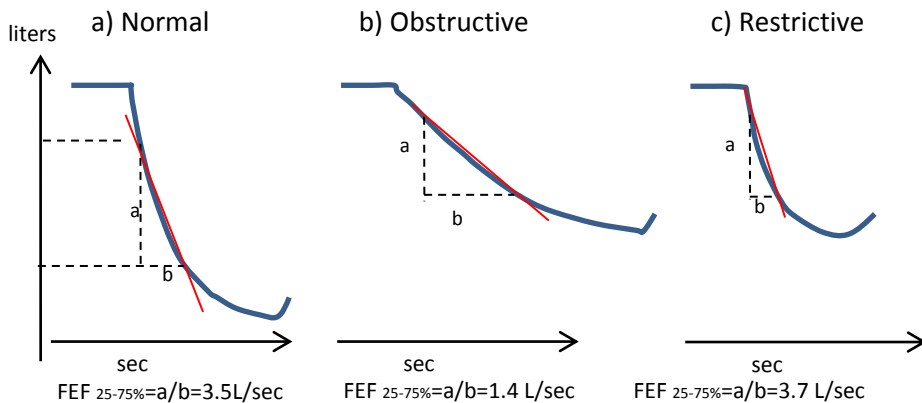 a) Normal
b) Obstructive
c) Restrictive
liters
a
b
a
b
a
b
sec
sec
sec
FEF 25-75%=a/b=3.5L/sec
FEF 25-75%=a/b=1.4 L/sec
FEF 25-75%=a/b=3.7 L/sec